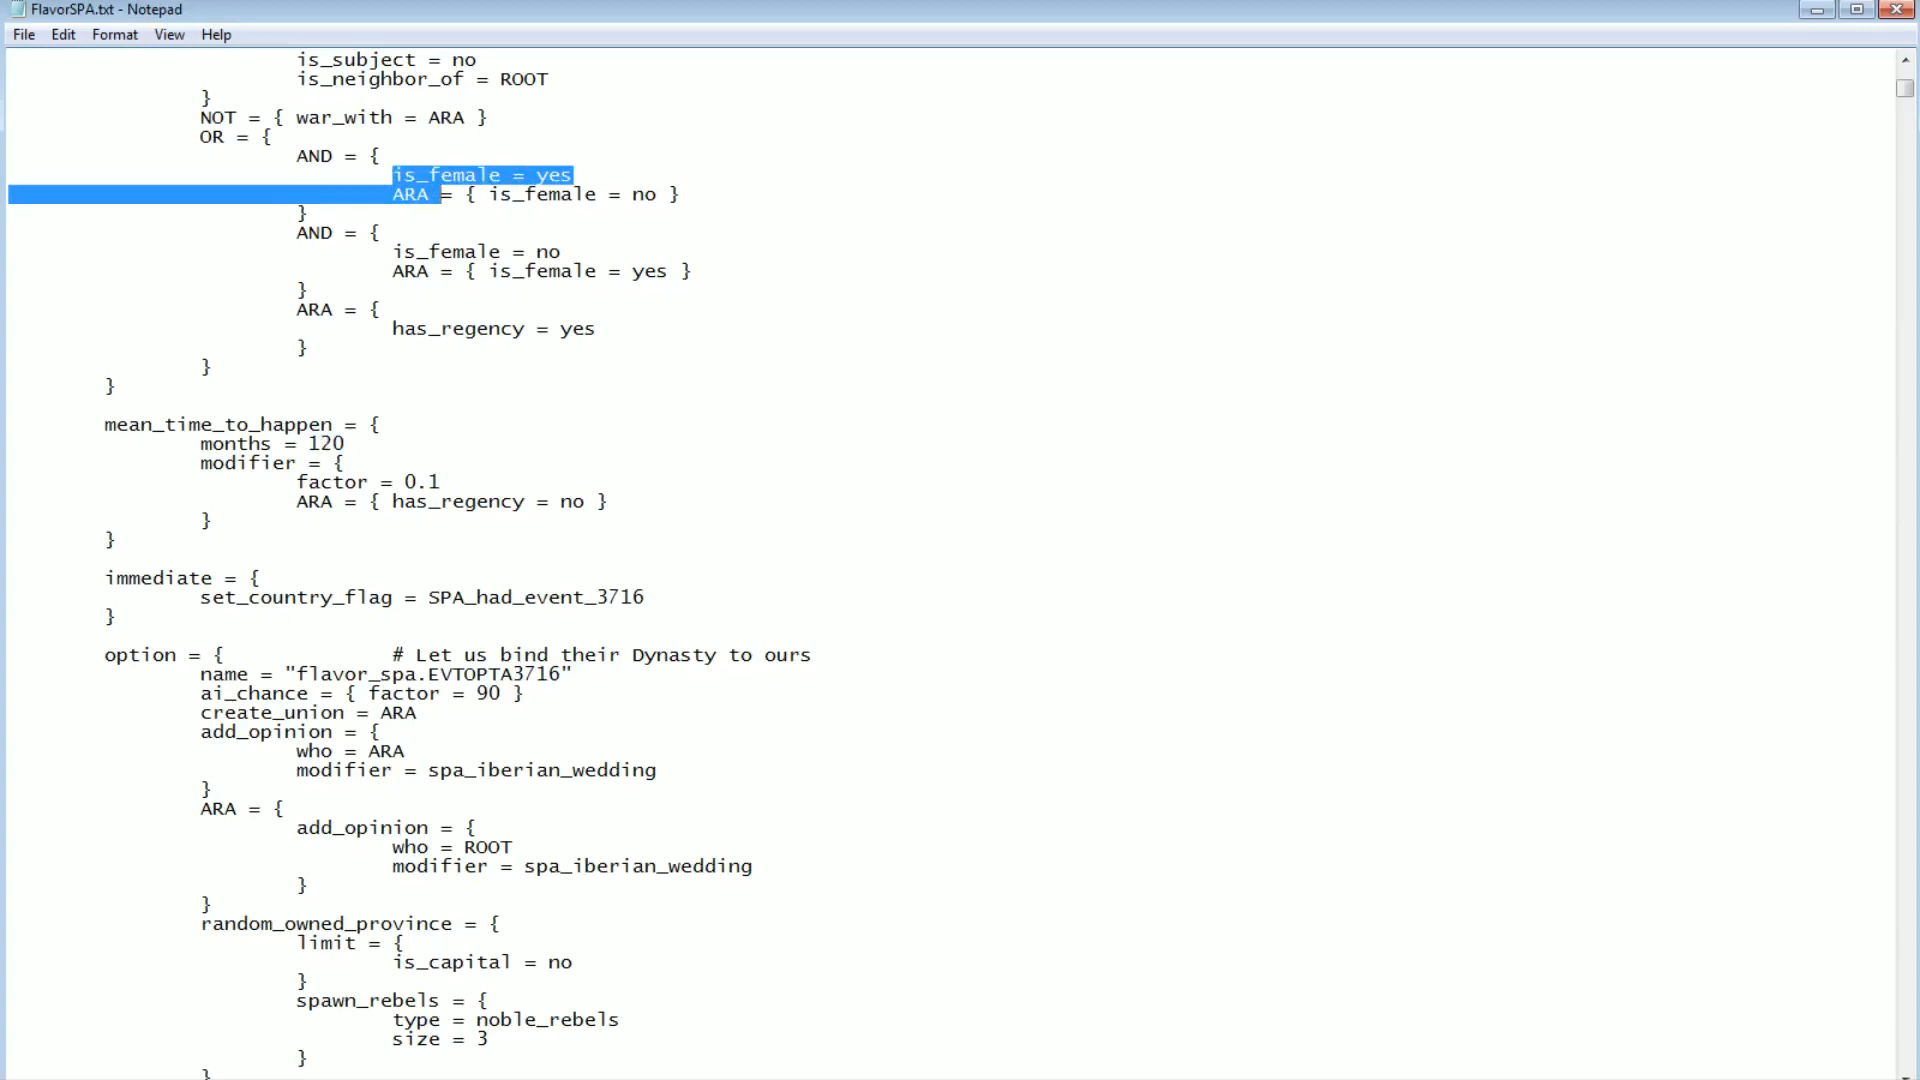 FlavorSPA.txt - Notepad
File Edit Format View Help
is_subject = no
is_neighbor_of = ROOT
}
NOT = { war_with = ARA }
OR = {
AND = {
is_female = yes
ARA = { is_female = no }
}
AND = {
is_female = no
ARA = { is_female = yes }
}
ARA = {
has_regency = yes
}
}
}
mean_time_to_happen = {
months = 120
modifier = {
factor = 0.1
ARA = { has_regency = no }
}
}
immediate = {
set_country_flag = SPA_had_event_3716
}
option = { # Let us bind their Dynasty to ours
name = "flavor_spa.EVTOPTA3716"
ai_chance = { factor = 90 }
create_union = ARA
add_opinion = {
who = ARA
modifier = spa_iberian_wedding
}
ARA = {
add_opinion = {
who = ROOT
modifier = spa_iberian_wedding
}
}
random_owned_province = {
limit = {
is_capital = no
}
spawn_rebels = {
type = noble_rebels
size = 3
}
}